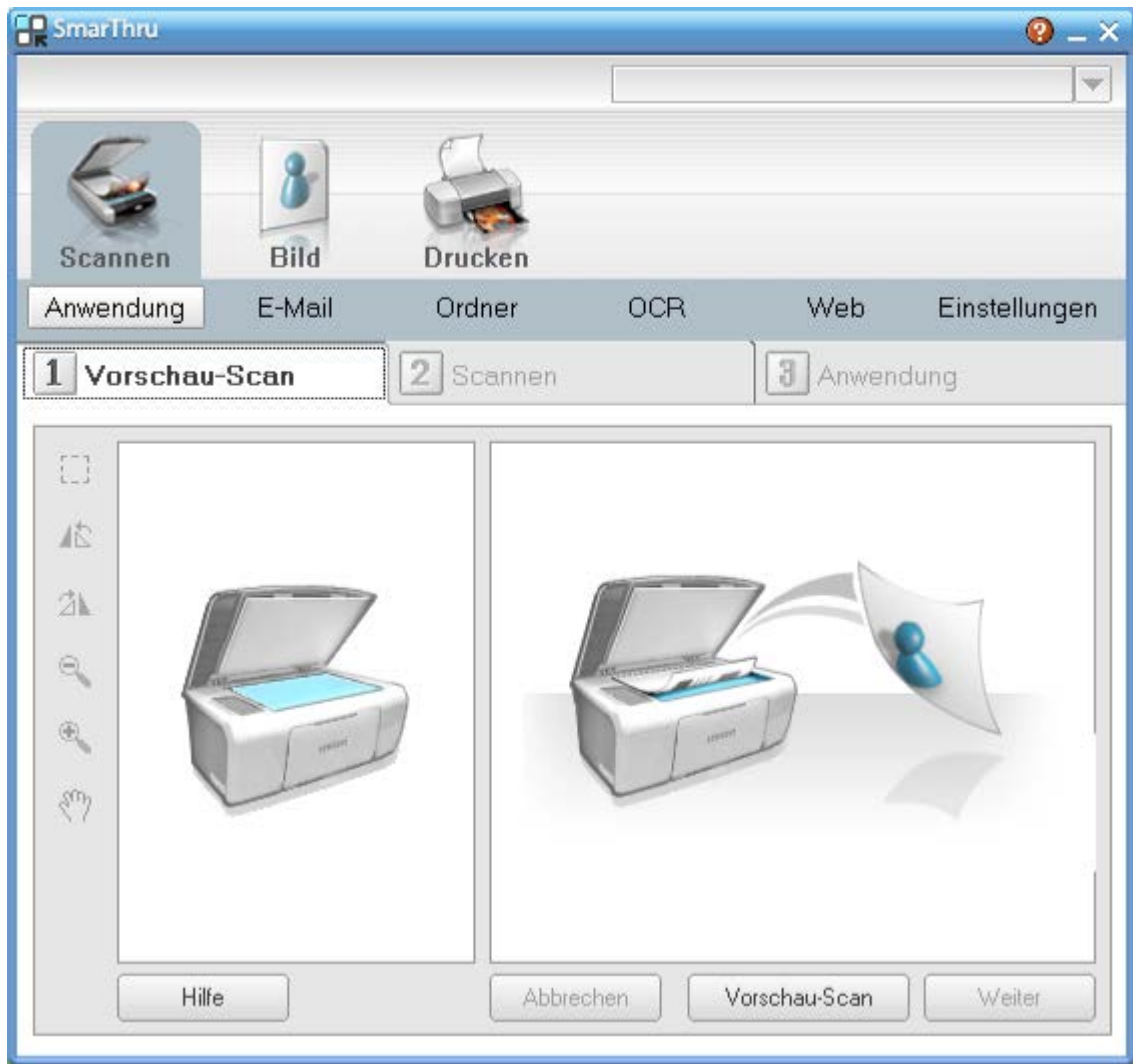 SmarThru
Scannen Bild Drucken
Anwendung E-Mail Ordner OCR Web Einstellungen
1 Vorschau-Scan 2 Scannen 3 Anwendung
Hilfe Abbrechen Vorschau-Scan Weiter